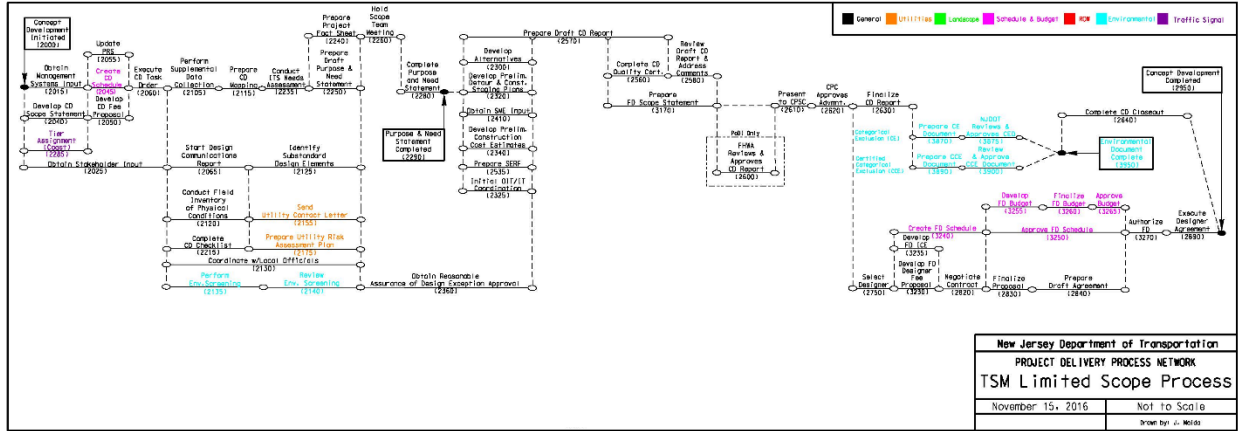 General Utilities Landscape Schedule & Budget ROW Environmental Traffic Signal
Concept
Development
Initiated
(2000)
Update
PRS
(2055)
Obtain
Management
Systems Input
(2015)
Create
CD
Schedule
(2045)
Execute
CD Task
Order
(2060)
Develop CD
Scope Statement
(2040)
Develop
CD Fee
Proposal
(2050)
Tier
Assignment
(2205)
Obtain Stakeholder Input
(2025)
Perform
Supplemental
Data
Collection
(2105)
Prepare
CD
Mapping
(2115)
Conduct
ITS Needs
Assessment
(2235)
Prepare
Project
Fact Sheet
(2240)
Prepare
Draft
Purpose &
Need
Statement
(2250)
Hold
Scope
Team
Meeting
(2260)
Complete
Purpose
and Need
Statement
(2280)
Purpose & Need
Statement
Completed
(2290)
Start Design
Communications
Report
(2065)
Identify
Substandard
Design Elements
(2125)
Conduct Field
Inventory
of Physical
Conditions
(2120)
Send
Utility Contact Letter
(2155)
Complete
CD Checklist
(2215)
Prepare Utility Risk
Assessment Plan
(2175)
Coordinate w/Local Officials
(2130)
Perform
Env.Screening
(2135)
Review
Env. Screening
(2140)
Obtain Reasonable
Assurance of Design Exception Approval
(2360)
Develop
Alternatives
(2300)
Develop Prelim.
Detour & Const.
Staging Plans
(2320)
Obtain SME Input
(2410)
Develop Prelim.
Construction
Cost Estimates
(2340)
Prepare SERF
(2535)
Initial OIT/IT
Coordination
(2325)
Prepare Draft CD Report
(2570)
Complete CD
Quality Cert.
(2560)
Review
Draft CD
Report &
Address
Comments
(2580)
Prepare
FD Scope Statement
(3170)
PoDI Only
FHWA
Reviews &
Approves
CD Report
(2600)
Present
to CPSC
(2610)
CPC
Approves
Advmt.
(2620)
Finalize
CD Report
(2630)
Categorical
Exclusion (CE)
Prepare CE
Document
(3870)
NJDOT
Reviews &
Approves CED
(3875)
Certified
Categorical
Exclusion (CCE)
Prepare CCE
Document
(3890)
Review
& Approve
CCE Document
(3900)
Environmental
Document
Complete
(3950)
Complete CD Closeout
(2640)
Concept Development
Completed
(2950)
Develop
FD Budget
(3255)
Finalize
FD Budget
(3260)
Approve
Budget
(3265)
Create FD Schedule
(3240)
Approve FD Schedule
(3250)
Authorize
FD
(3270)
Execute
Designer
Agreement
(2690)
Develop
FD ICE
(3235)
Select
Designer
(2750)
Develop FD
Designer
Fee
Proposal
(3230)
Negotiate
Contract
(2820)
Finalize
Proposal
(2830)
Prepare
Draft Agreement
(2840)
New Jersey Department of Transportation
PROJECT DELIVERY PROCESS NETWORK
TSM Limited Scope Process
November 15, 2016 Not to Scale
Drawn by: J.